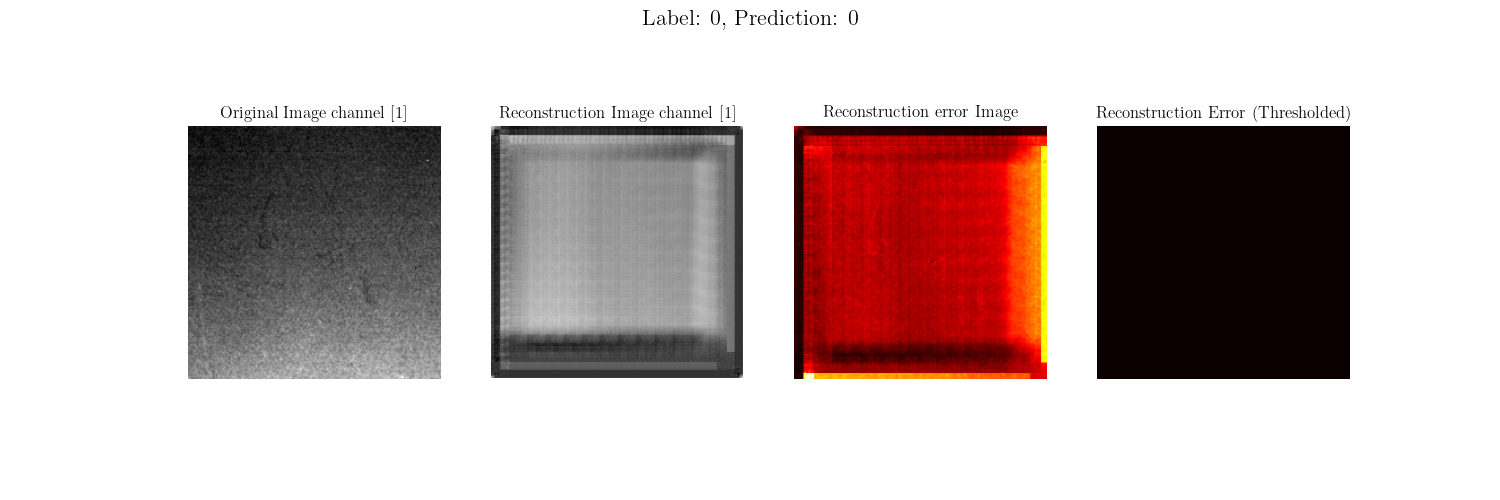 Label: 0, Prediction: 0
Original Image channel [1]
Reconstruction Image channel [1]
Reconstruction error Image
Reconstruction Error (Thresholded)